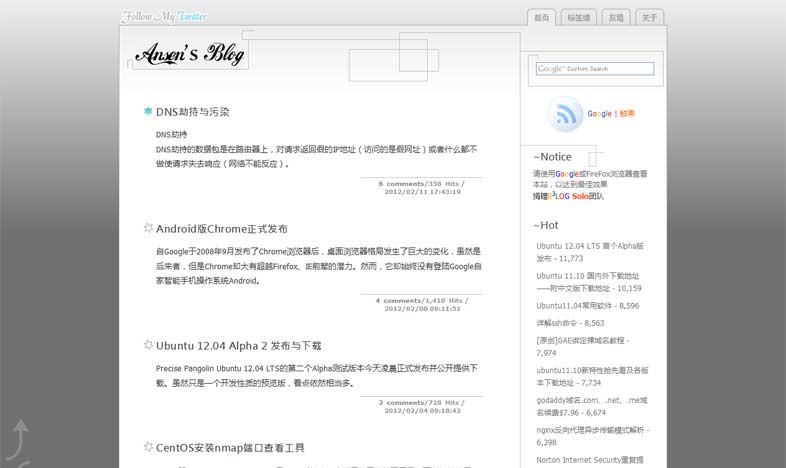 Follow My Twitter
首页
标签墙
友情
关于
Anson's Blog
Google™ Custom Search
Google | 鲜果
DNS劫持与污染
DNS劫持
DNS劫持的数据包是在路由器上，对请求返回假的IP地址（访问的是假网址）或者什么都不
做使请求失去响应（网络不能反应）。
6 comments/358 Hits /
2012/02/11 17:43:19
Android版Chrome正式发布
自Google于2008年9月发布了Chrome浏览器后，桌面浏览器格局发生了巨大的变化，虽然是
后来者，但是Chrome却大有超越Firefox、IE前辈的潜力。然而，它却始终没有登陆Google自
家智能手机操作系统Android。
4 comments/1,410 Hits /
2012/02/08 09:11:51
Ubuntu 12.04 Alpha 2 发布与下载
Precise Pangolin Ubuntu 12.04 LTS的第二个Alpha测试版本今天凌晨正式发布并公开提供下
载。虽然只是一个开发性质的预览版，看点依然相当多。
2 comments/728 Hits /
2012/02/04 09:18:42
CentOS安装nmap端口查看工具
~Notice
请使用Google或FireFox浏览器查看
本站，以达到最佳效果
捐赠B3LOG Solo团队
~Hot
Ubuntu 12.04 LTS 首个Alpha版
发布 - 11,773
Ubuntu 11.10 国内外下载地址
——附中文版下载地址 - 10,159
Ubuntu11.04常用软件 - 8,596
详解ssh命令 - 8,563
[原创]GAE绑定裸域名教程 -
7,974
ubuntu11.10新特性抢先看及各版
本下载地址 - 7,734
godaddy域名.com、.net、.me域
名续费$7.96 - 6,674
nginx反向代理异步传输模式解析 -
6,398
Norton Internet Security重复提